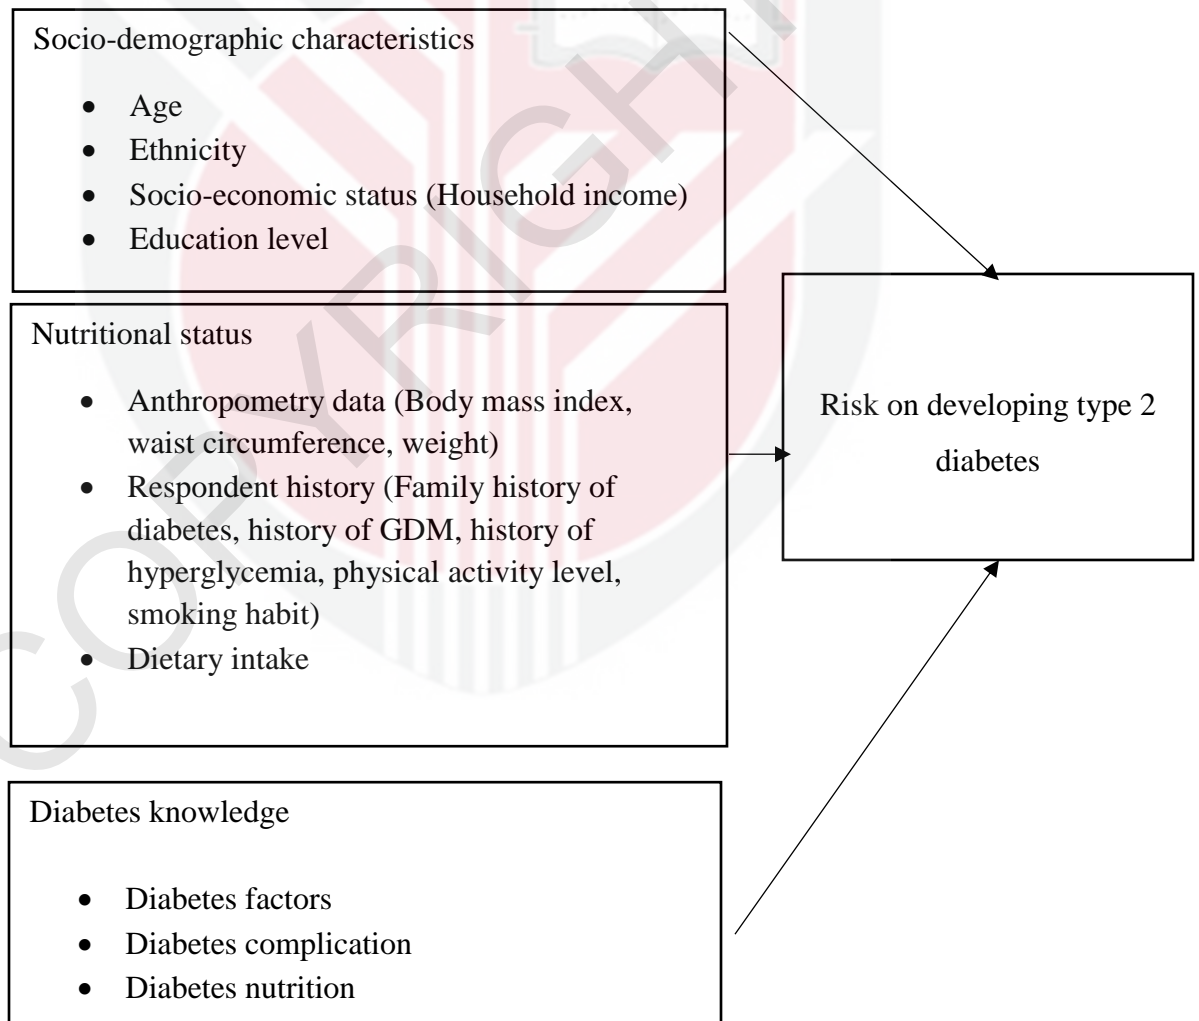 Socio-demographic characteristics
• Age
• Ethnicity
• Socio-economic status (Household income)
• Education level
Nutritional status
• Anthropometry data (Body mass index,
waist circumference, weight)
• Respondent history (Family history of
diabetes, history of GDM, history of
hyperglycemia, physical activity level,
smoking habit)
• Dietary intake
Diabetes knowledge
• Diabetes factors
• Diabetes complication
• Diabetes nutrition
Risk on developing type 2
diabetes
COPYRIGHT